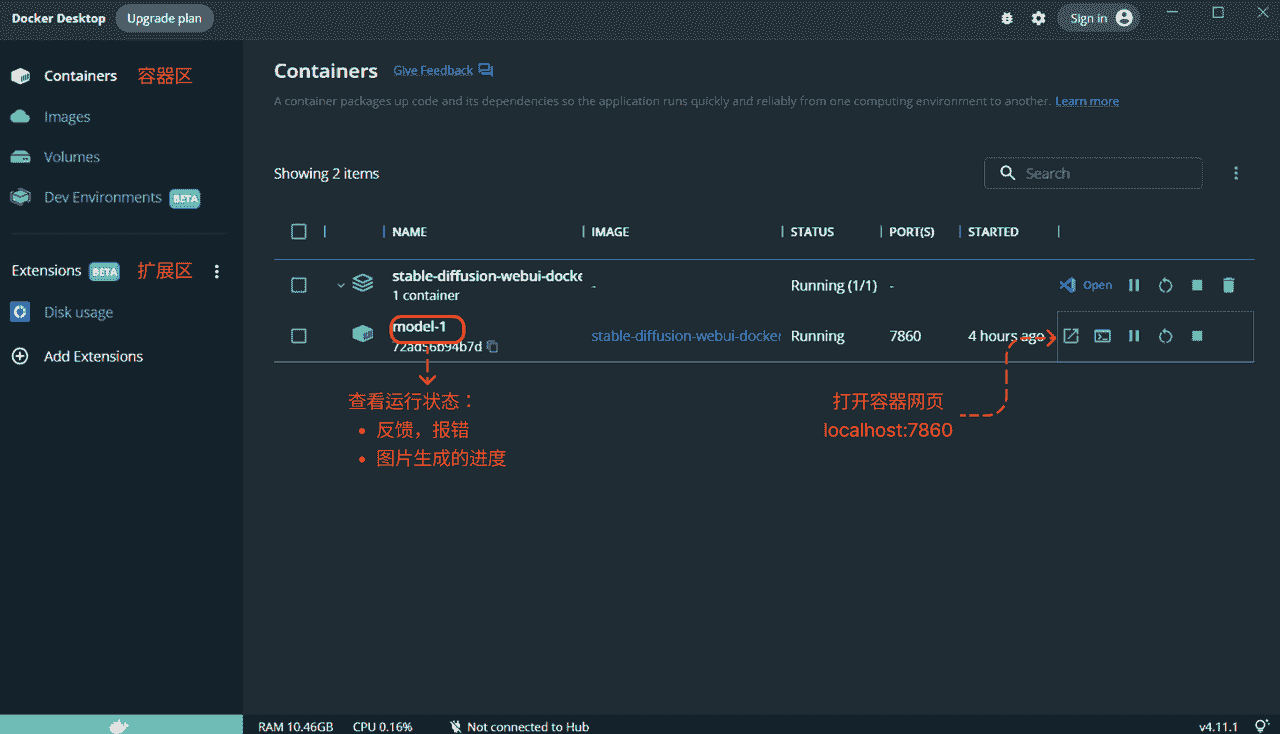 Docker Desktop Upgrade plan Sign in
Containers 容器区
Images
Volumes
Dev Environments BETA
Extensions BETA 扩展区
Disk usage
Add Extensions
Containers Give Feedback
A container packages up code and its dependencies so the application runs quickly and reliably from one computing environment to another. Learn more
Showing 2 items Search
NAME IMAGE STATUS PORT(S) STARTED
stable-diffusion-webui-docke - Running (1/1) - Open
1 container
model-1 stable-diffusion-webui-docker Running 7860 4 hours ago
72ad56b94b7d
查看运行状态：
• 反馈，报错
• 图片生成的进度
打开容器网页
localhost:7860
RAM 10.46GB CPU 0.16% Not connected to Hub v4.11.1